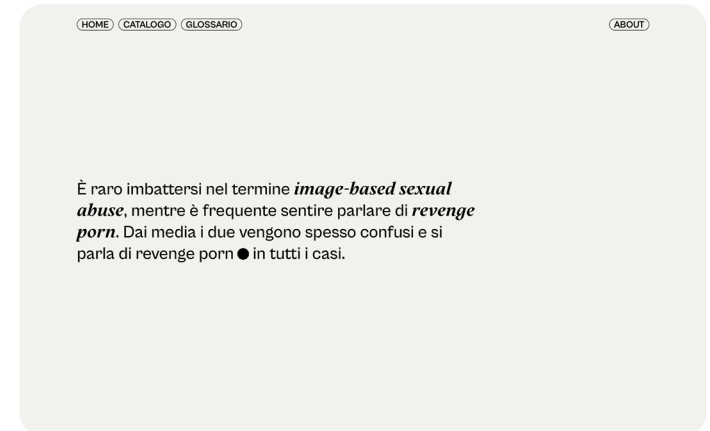 HOME CATALOGO GLOSSARIO ABOUT
È raro imbattersi nel termine image-based sexual
abuse, mentre è frequente sentire parlare di revenge
porn. Dai media i due vengono spesso confusi e si
parla di revenge porn ● in tutti i casi.